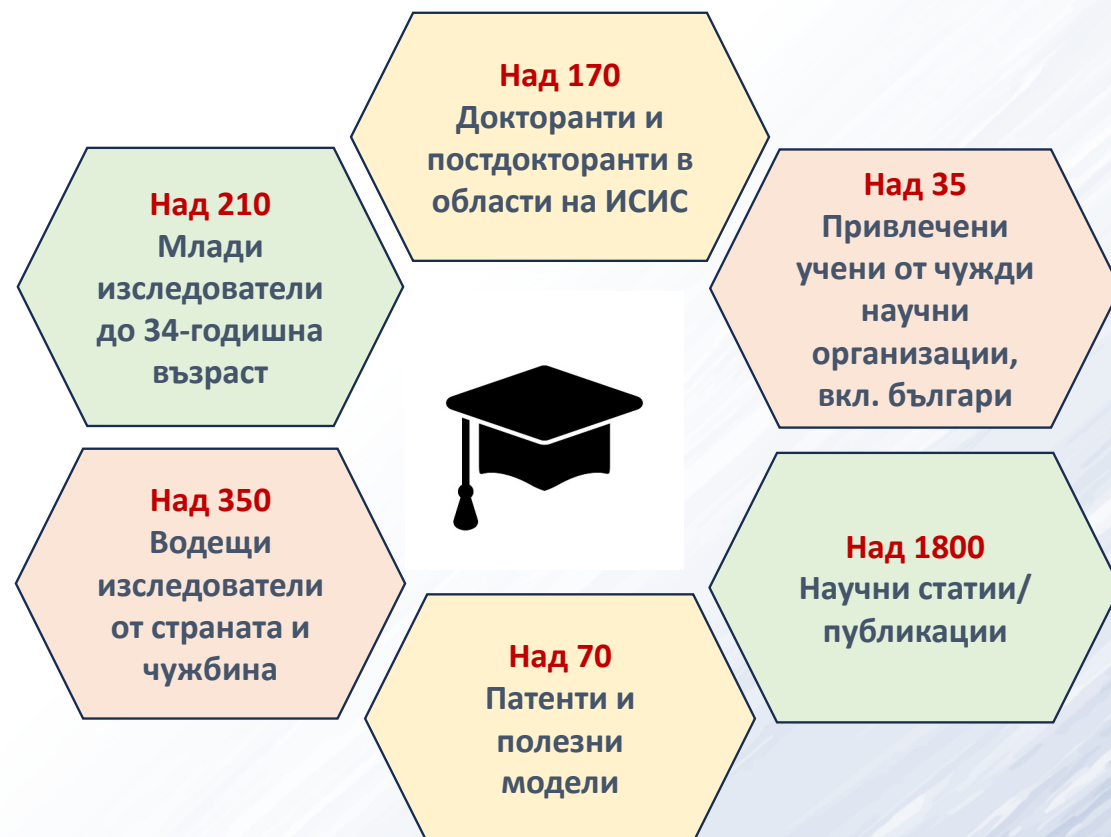 Над 170
Докторанти и
постдокторанти в
области на ИСИС
Над 210
Млади
изследователи
до 34-годишна
възраст
Над 35
Привлечени
учени от чужди
научни
организации,
вкл. българи
Над 350
Водещи
изследователи
от страната и
чужбина
Над 1800
Научни статии/
публикации
Над 70
Патенти и
полезни
модели